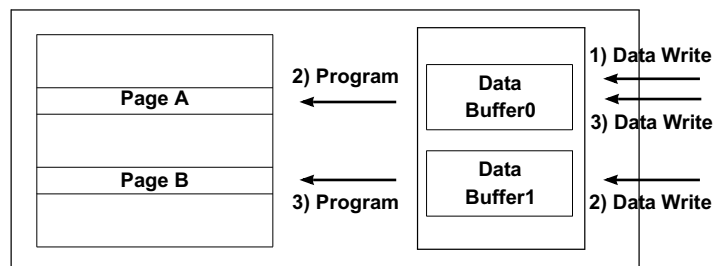 1) Data Write
2) Program
Data
Buffer0
Page A
3) Data Write
Data
Buffer1
Page B
3) Program
2) Data Write